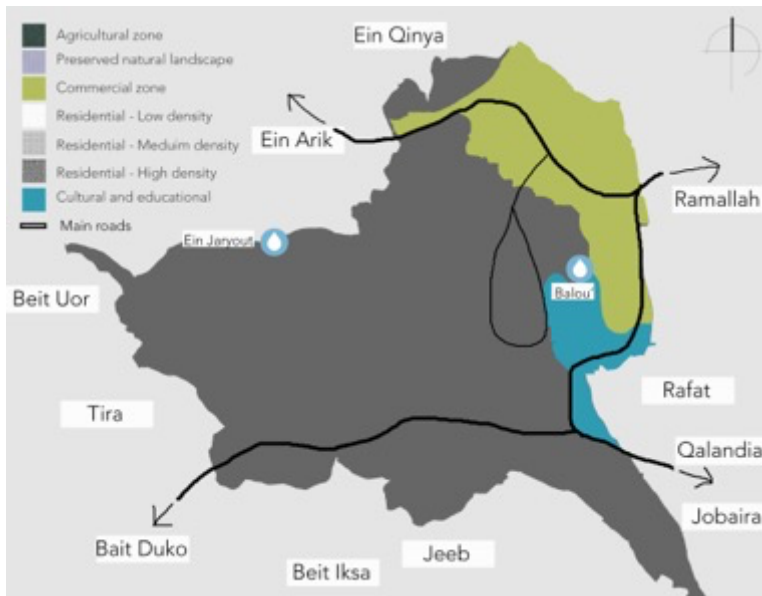 Agricultural zone
Preserved natural landscape
Commercial zone
Residential - Low density
Residential - Meduim density
Residential - High density
Cultural and educational
Main roads
Ein Qinya
Ein Arik
Ramallah
Ein Jaryout
Balou'
Beit Uor
Tira
Rafat
Qalandia
Jobaira
Bait Duko
Jeeb
Beit Iksa